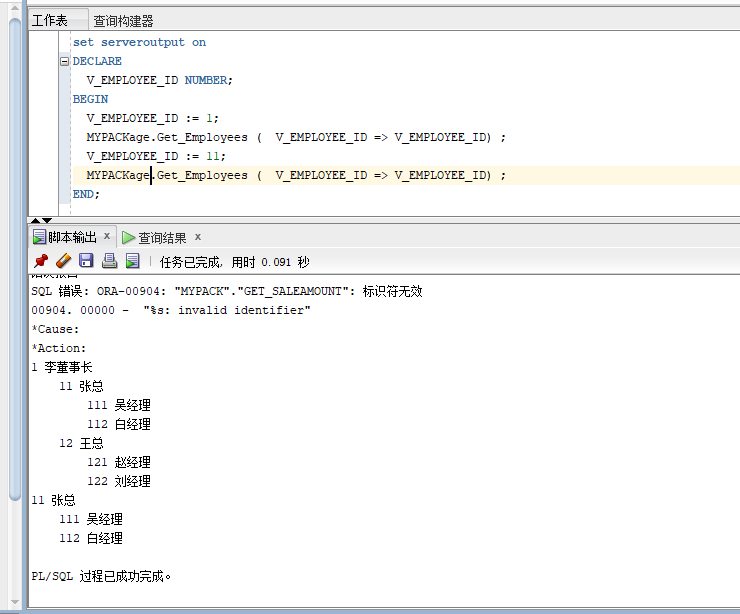 工作表 查询构建器
set serveroutput on
DECLARE
V_EMPLOYEE_ID NUMBER;
BEGIN
V_EMPLOYEE_ID := 1;
MYPACKage.Get_Employees (  V_EMPLOYEE_ID => V_EMPLOYEE_ID) ;
V_EMPLOYEE_ID := 11;
MYPACKage.Get_Employees (  V_EMPLOYEE_ID => V_EMPLOYEE_ID) ;
END;
脚本输出 x 查询结果 x
任务已完成, 用时 0.091 秒
SQL 错误: ORA-00904: "MYPACK"."GET_SALEAMOUNT": 标识符无效
00904. 00000 -  "%s: invalid identifier"
*Cause:
*Action:
1 李董事长
11 张总
111 吴经理
112 白经理
12 王总
121 赵经理
122 刘经理
11 张总
111 吴经理
112 白经理
PL/SQL 过程已成功完成。